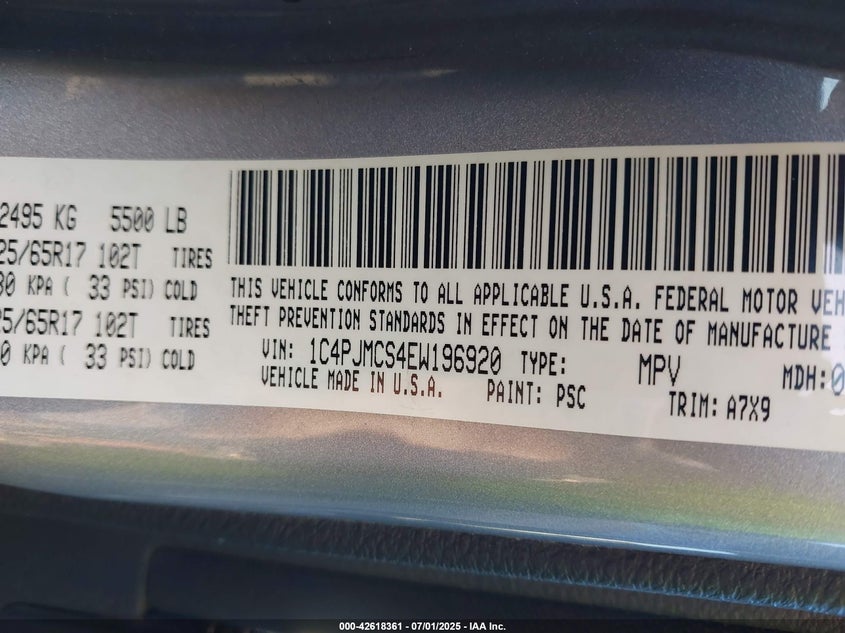 2495 KG 5500 LB
25/65R17 102T TIRES
30 KPA ( 33 PSI) COLD
25/65R17 102T TIRES
0 KPA ( 33 PSI) COLD
THIS VEHICLE CONFORMS TO ALL APPLICABLE U.S.A. FEDERAL MOTOR VEH
THEFT PREVENTION STANDARDS IN EFFECT ON THE DATE OF MANUFACTURE
VIN: 1C4PJMCS4EW196920 TYPE: MPV MDH:0
VEHICLE MADE IN U.S.A. PAINT: PSC TRIM: A7X9
000-42618361 - 07/01/2025 - IAA Inc.